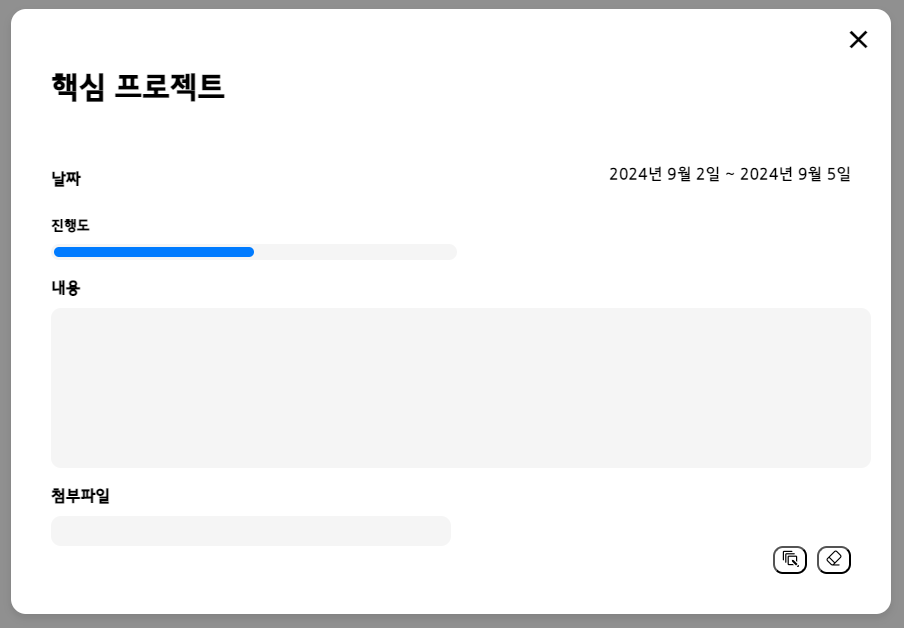 핵심 프로젝트
날짜
2024년 9월 2일 ~ 2024년 9월 5일
진행도
내용
첨부파일